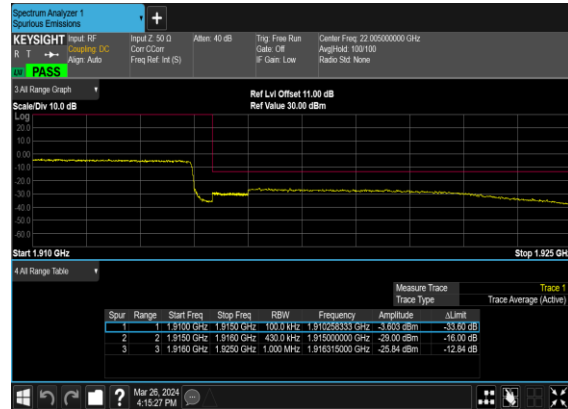 Spectrum Analyzer 1
Spurious Emissions
+
KEYSIGHT Input: RF Input Z: 50 Ω Atten: 40 dB Trig: Free Run Center Freq: 22.005000000 GHz
R T Coupling: DC Corr CCorr Gate: Off Avg|Hold: 100/100
Align: Auto Freq Ref: Int (S) IF Gain: Low Radio Std: None
PASS
3 All Range Graph
Ref Lvl Offset 11.00 dB
Scale/Div 10.0 dB Ref Value 30.00 dBm
Log
20.0
10.0
0.00
-10.0
-20.0
-30.0
-40.0
-50.0
-60.0
Start 1.910 GHz Stop 1.925 GH
4 All Range Table
Measure Trace Trace 1
Trace Type Trace Average (Active)
Spur Range Start Freq Stop Freq RBW Frequency Amplitude ΔLimit
1 1 1.9100 GHz 1.9150 GHz 100.0 kHz 1.910258333 GHz -3.603 dBm -33.60 dB
2 2 1.9150 GHz 1.9160 GHz 430.0 kHz 1.915000000 GHz -29.00 dBm -16.00 dB
3 3 1.9160 GHz 1.9250 GHz 1.000 MHz 1.916315000 GHz -25.84 dBm -12.84 dB
? Mar 26, 2024
4:15:27 PM